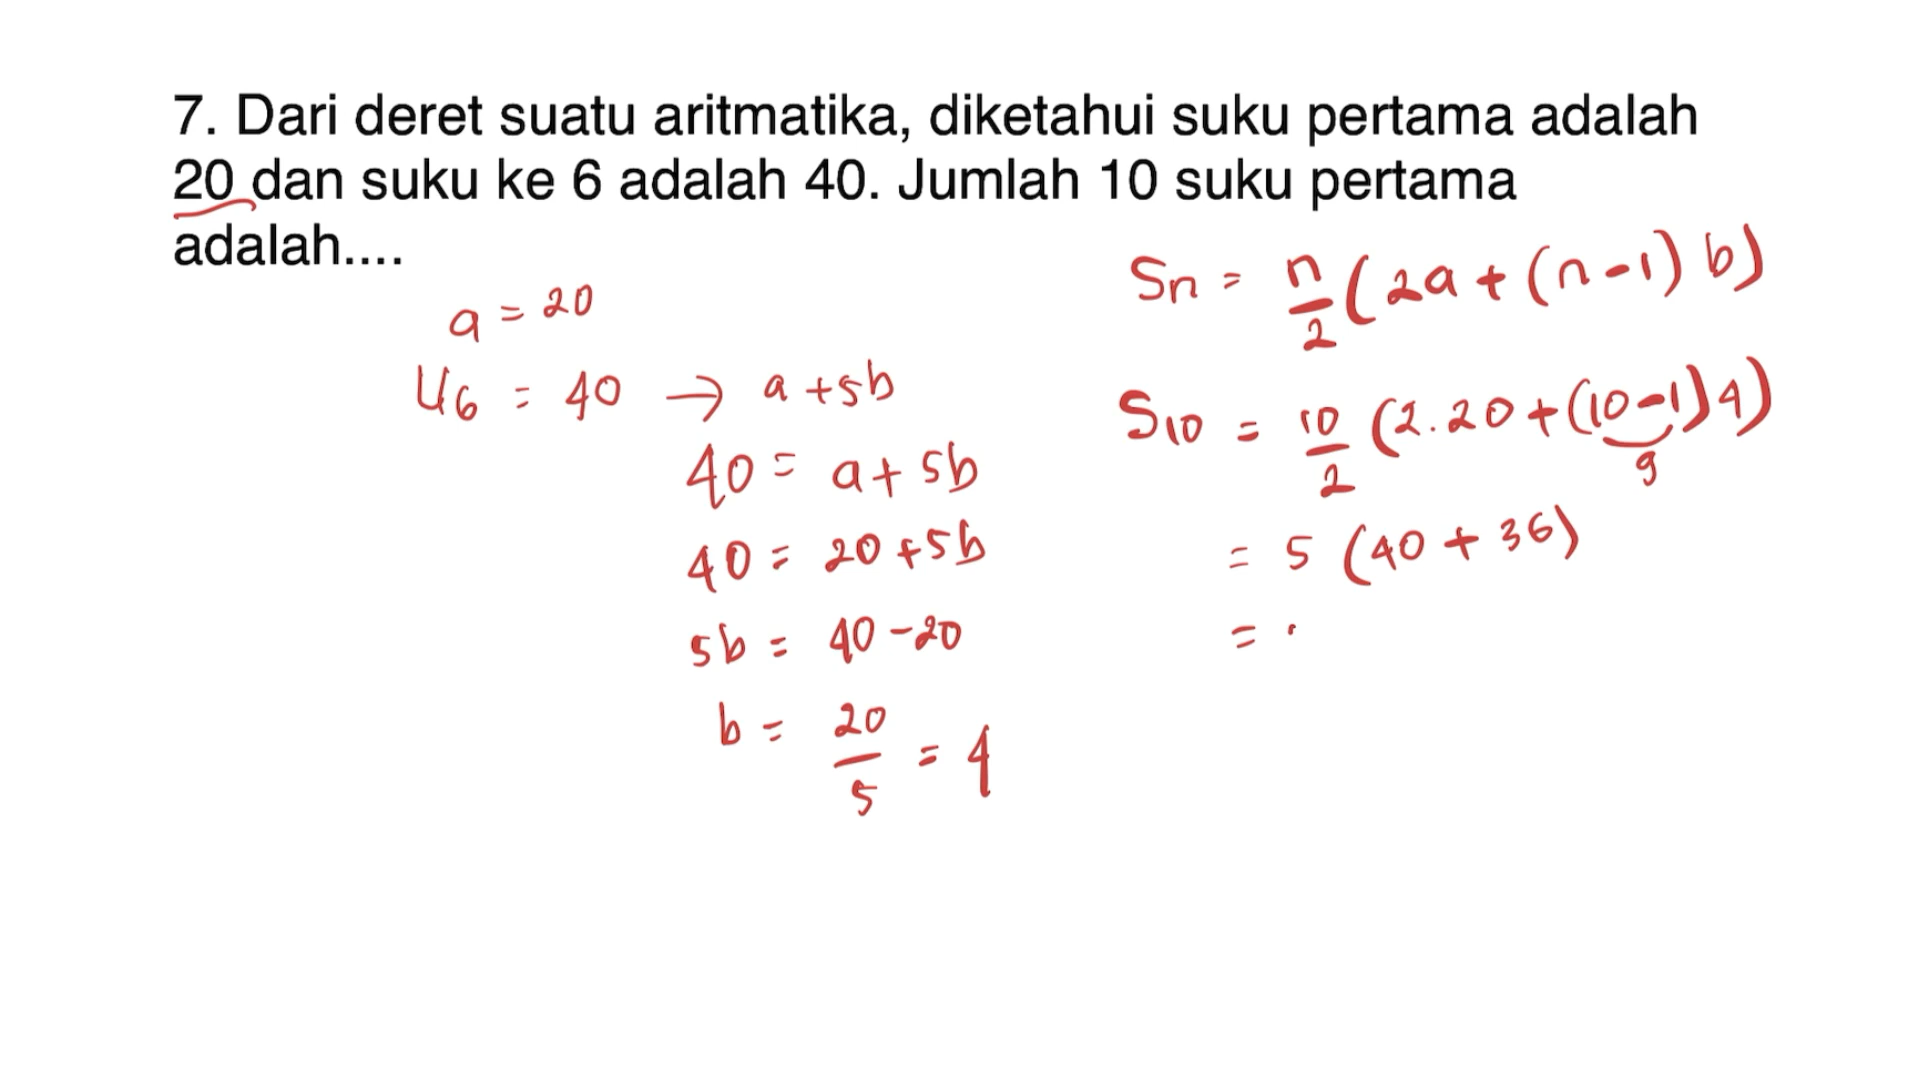 7. Dari deret suatu aritmatika, diketahui suku pertama adalah
20 dan suku ke 6 adalah 40. Jumlah 10 suku pertama
adalah....
a = 20
U6 = 40 → a + 5b
40 = a + 5b
40 = 20 + 5b
5b = 40 - 20
b = 20/5 = 4
Sn = n/2 (2a + (n-1) b)
S10 = 10/2 (2.20 + (10-1) 4)
9
= 5 (40 + 36)
=